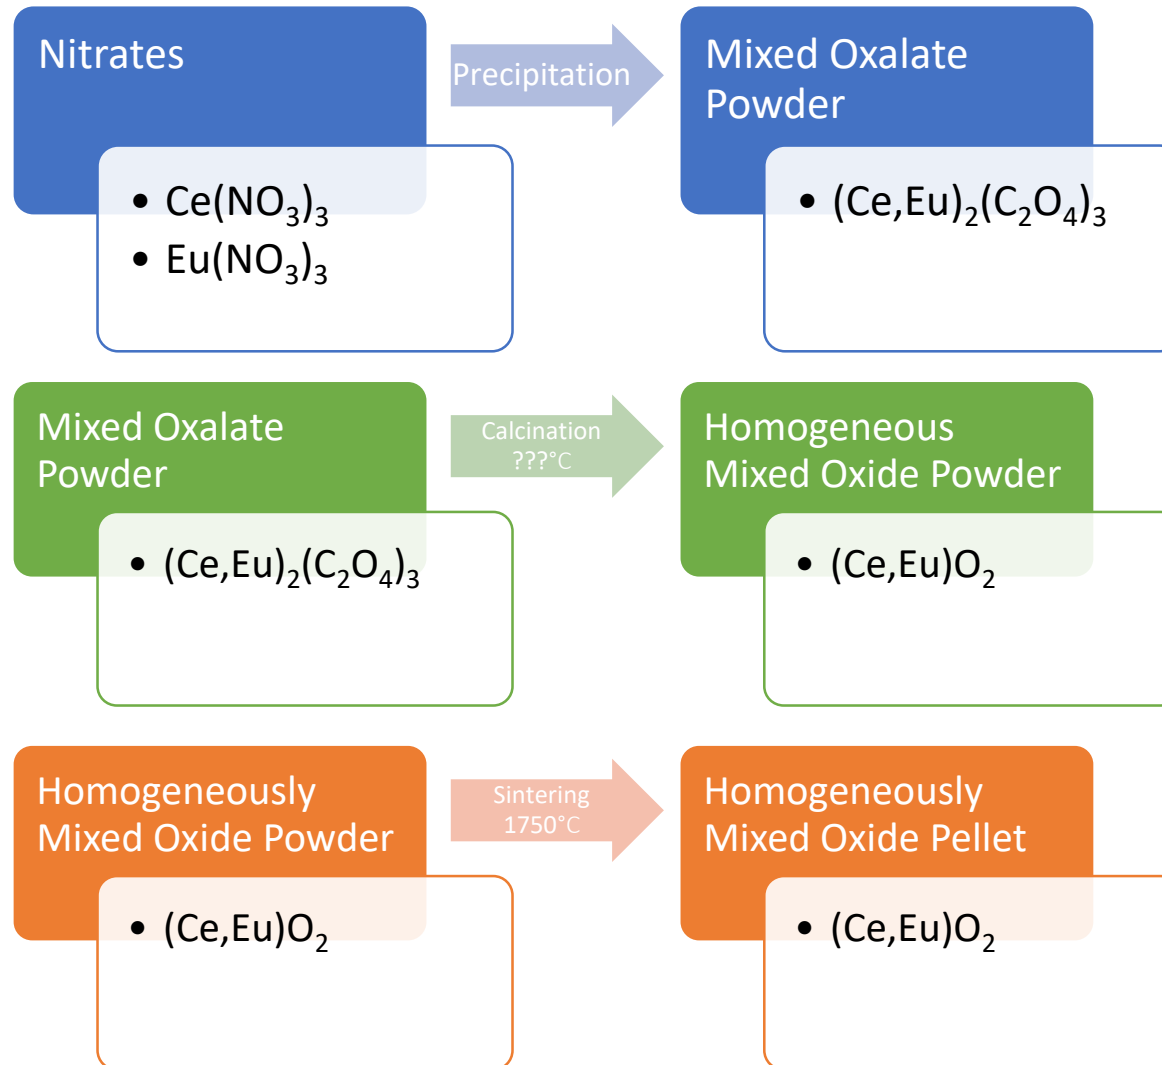 Nitrates
Precipitation
Mixed Oxalate
Powder
• Ce(NO₃)₃
• Eu(NO₃)₃
• (Ce,Eu)₂(C₂O₄)₃
Mixed Oxalate
Powder
Calcination
???°C
Homogeneous
Mixed Oxide Powder
• (Ce,Eu)₂(C₂O₄)₃
• (Ce,Eu)O₂
Homogeneously
Mixed Oxide Powder
Sintering
1750°C
Homogeneously
Mixed Oxide Pellet
• (Ce,Eu)O₂
• (Ce,Eu)O₂